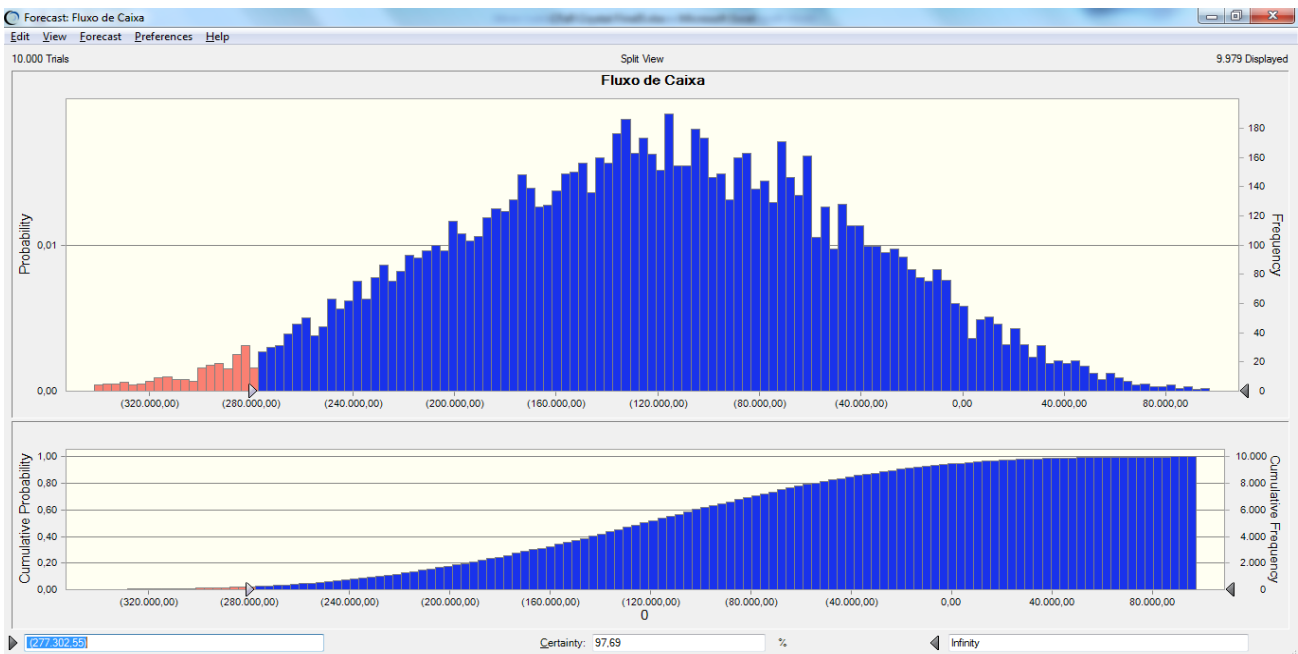 Forecast: Fluxo de Caixa
Edit View Forecast Preferences Help
10.000 Trials Split View 9.979 Displayed
Fluxo de Caixa
Probability
0,01
0,00
180
160
140
120
100
80
60
40
20
0
Frequency
(320.000,00) (280.000,00) (240.000,00) (200.000,00) (160.000,00) (120.000,00) (80.000,00) (40.000,00) 0,00 40.000,00 80.000,00
Cumulative Probability
1,00
0,80
0,60
0,40
0,20
0,00
10.000
8.000
6.000
4.000
2.000
0
Cumulative Frequency
(320.000,00) (280.000,00) (240.000,00) (200.000,00) (160.000,00) (120.000,00) (80.000,00) (40.000,00) 0,00 40.000,00 80.000,00
0
(277.302,55) Certainty: 97,69 % Infinity